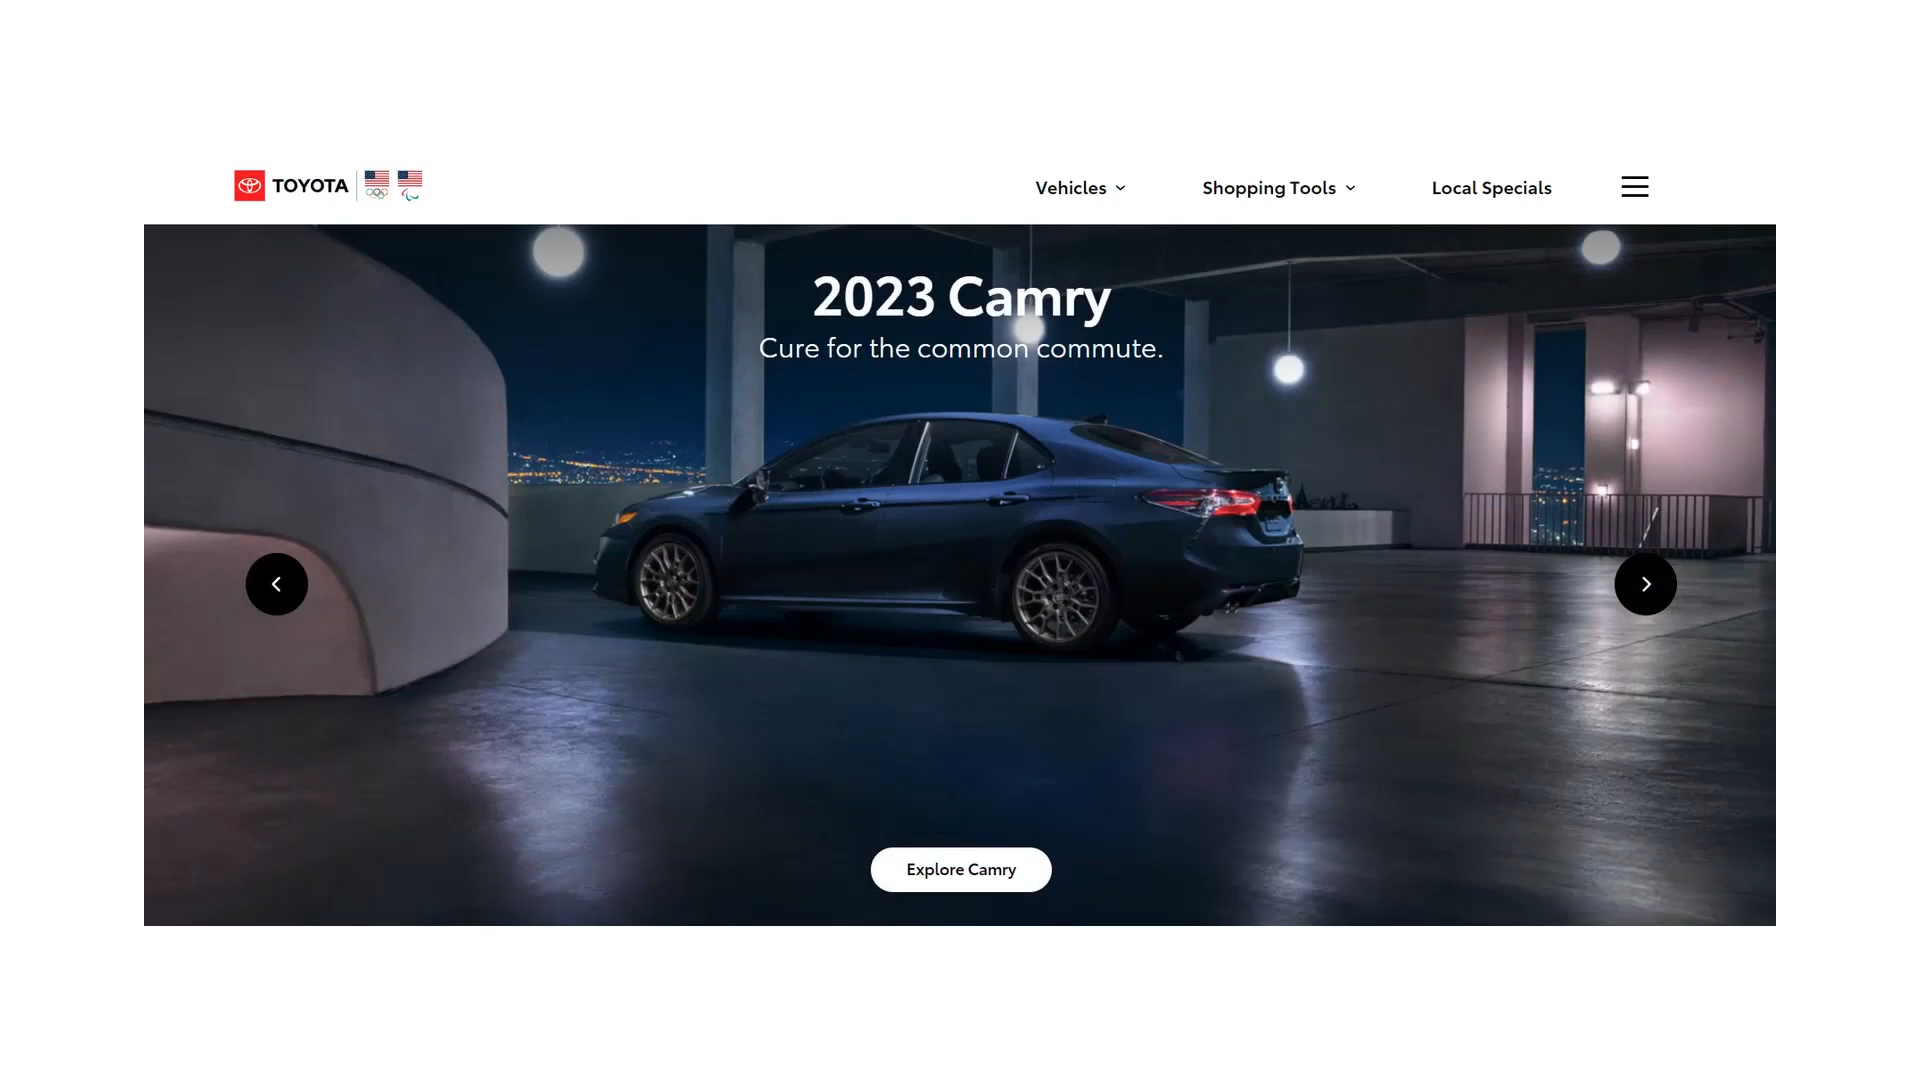 TOYOTA
Vehicles
Shopping Tools
Local Specials
2023 Camry
Cure for the common commute.
Explore Camry